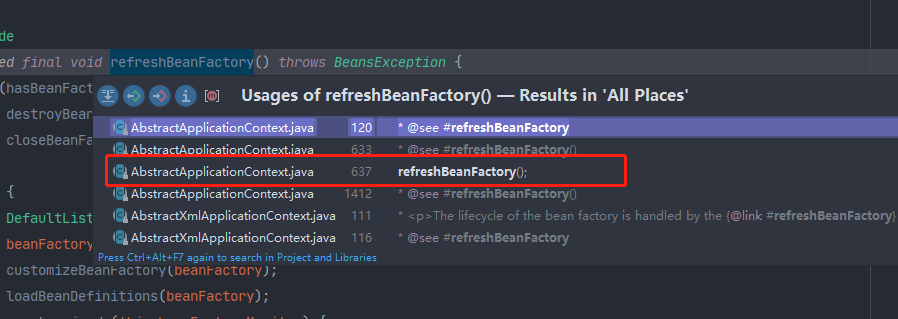 de
ed final void refreshBeanFactory() throws BeansException {
(hasBeanFact
Usages of refreshBeanFactory() — Results in 'All Places'
destroyBean
AbstractApplicationContext.java 120 * @see #refreshBeanFactory
closeBeanFa
AbstractApplicationContext.java 633 * @see #refreshBeanFactory()
AbstractApplicationContext.java 637 refreshBeanFactory();
{
AbstractApplicationContext.java 1412 * @see #refreshBeanFactory()
DefaultList
AbstractXmlApplicationContext.java 111 * <p>The lifecycle of the bean factory is handled by the {@link #refreshBeanFactory}
beanFactory
AbstractXmlApplicationContext.java 116 * @see #refreshBeanFactory
Press Ctrl+Alt+F7 again to search in Project and Libraries
customizeBeanFactory(beanFactory);
loadBeanDefinitions(beanFactory);